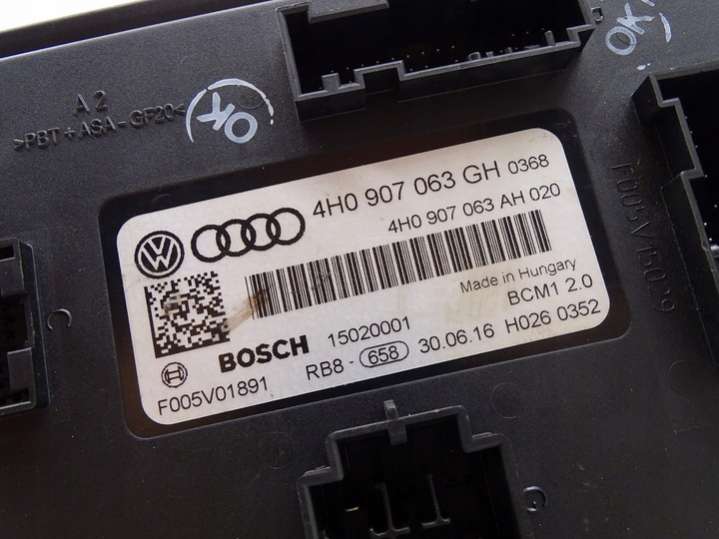 A 2
>PBT+ASA-GF20<
OK
OK
4H0 907 063 GH 0368
4H0 907 063 AH 020
Made in Hungary
BCM1 2.0
BOSCH 15020001
RB8 - 658 30.06.16 H026 0352
F005V01891
F005V15039
C
C